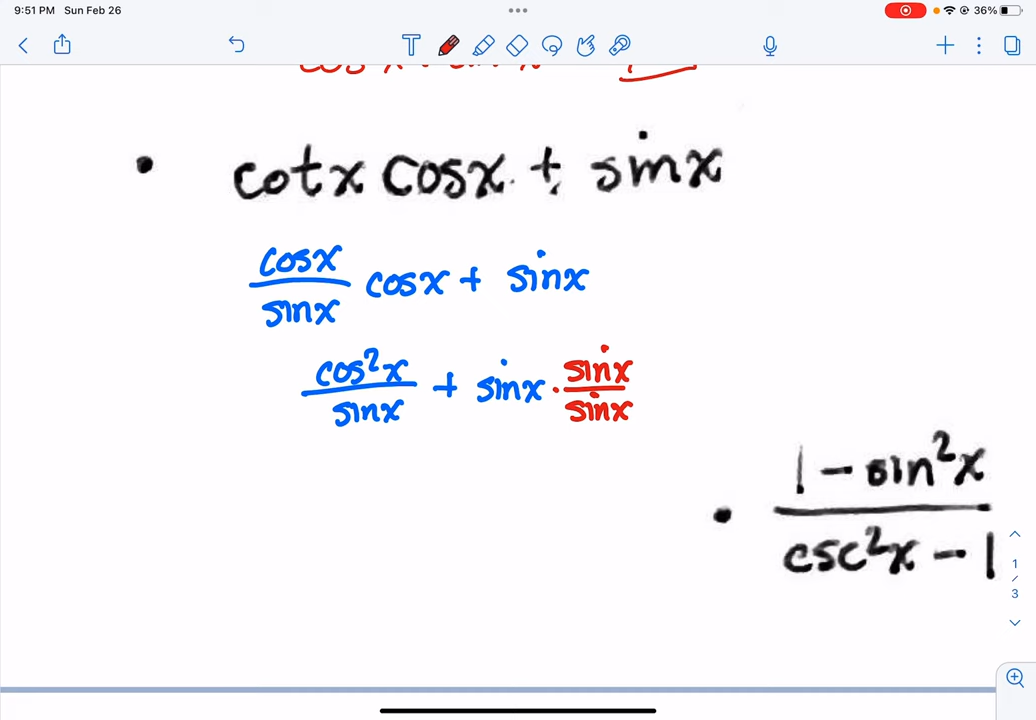 9:51 PM Sun Feb 26
36%
• cotx cosx + sinx
cosx/sinx cosx + sinx
cos²x/sinx + sinx · sinx/sinx
• 1 − sin²x
csc²x − 1
1
/
3